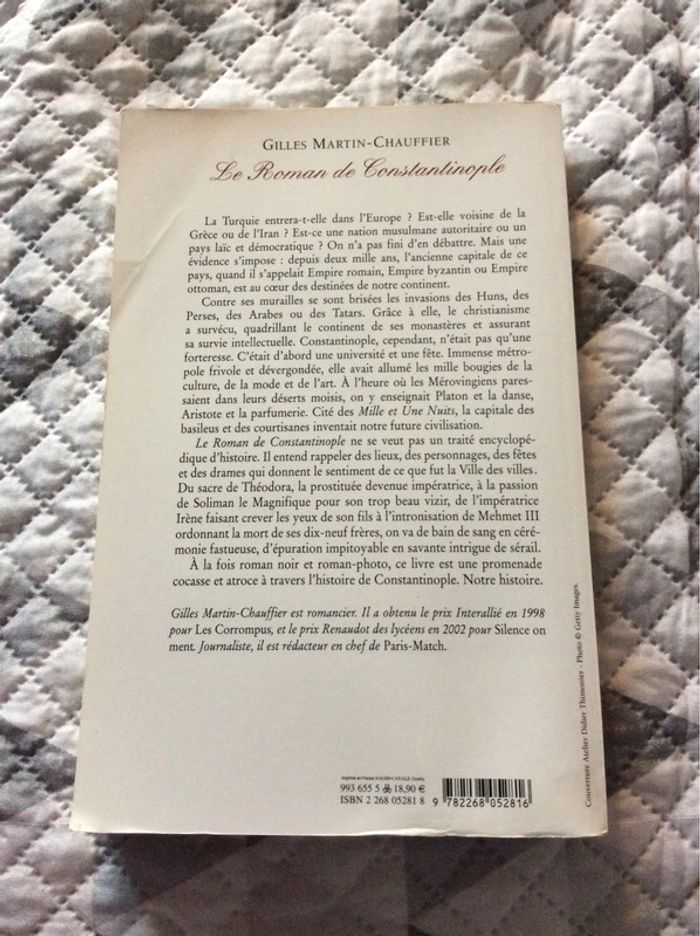 GILLES MARTIN-CHAUFFIER
Le Roman de Constantinople
La Turquie entrera-t-elle dans l'Europe ? Est-elle voisine de la
Grèce ou de l'Iran ? Est-ce une nation musulmane autoritaire ou un
pays laïc et démocratique ? On n'a pas fini d'en débattre. Mais une
évidence s'impose : depuis deux mille ans, l'ancienne capitale de ce
pays, quand il s'appelait Empire romain, Empire byzantin ou Empire
ottoman, est au cœur des destinées de notre continent.
Contre ses murailles se sont brisées les invasions des Huns, des
Perses, des Arabes ou des Tatars. Grâce à elle, le christianisme
a survécu, quadrillant le continent de ses monastères et assurant
sa survie intellectuelle. Constantinople, cependant, n'était pas qu'une
forteresse. C'était d'abord une université et une fête. Immense métro-
pole frivole et dévergondée, elle avait allumé les mille bougies de la
culture, de la mode et de l'art. À l'heure où les Mérovingiens pares-
saient dans leurs déserts moisis, on y enseignait Platon et la danse,
Aristote et la parfumerie. Cité des Mille et Une Nuits, la capitale des
basileus et des courtisanes inventait notre future civilisation.
Le Roman de Constantinople ne se veut pas un traité encyclopé-
dique d'histoire. Il entend rappeler des lieux, des personnages, des fêtes
et des drames qui donnent le sentiment de ce que fut la Ville des villes.
Du sacre de Théodora, la prostituée devenue impératrice, à la passion
de Soliman le Magnifique pour son trop beau vizir, de l'impératrice
Irène faisant crever les yeux de son fils à l'intronisation de Mehmet III
ordonnant la mort de ses dix-neuf frères, on va de bain de sang en céré-
monie fastueuse, d'épuration impitoyable en savante intrigue de sérail.
À la fois roman noir et roman-photo, ce livre est une promenade
cocasse et atroce à travers l'histoire de Constantinople. Notre histoire.
Gilles Martin-Chauffier est romancier. Il a obtenu le prix Interallié en 1998
pour Les Corrompus, et le prix Renaudot des lycéens en 2002 pour Silence on
ment. Journaliste, il est rédacteur en chef de Paris-Match.
Imprimé en France
993 655 5 18,90 €
ISBN 2 268 05281 8
9 782268 052816
Couverture Atelier Didier Thimonier - Photo © Getty Images.